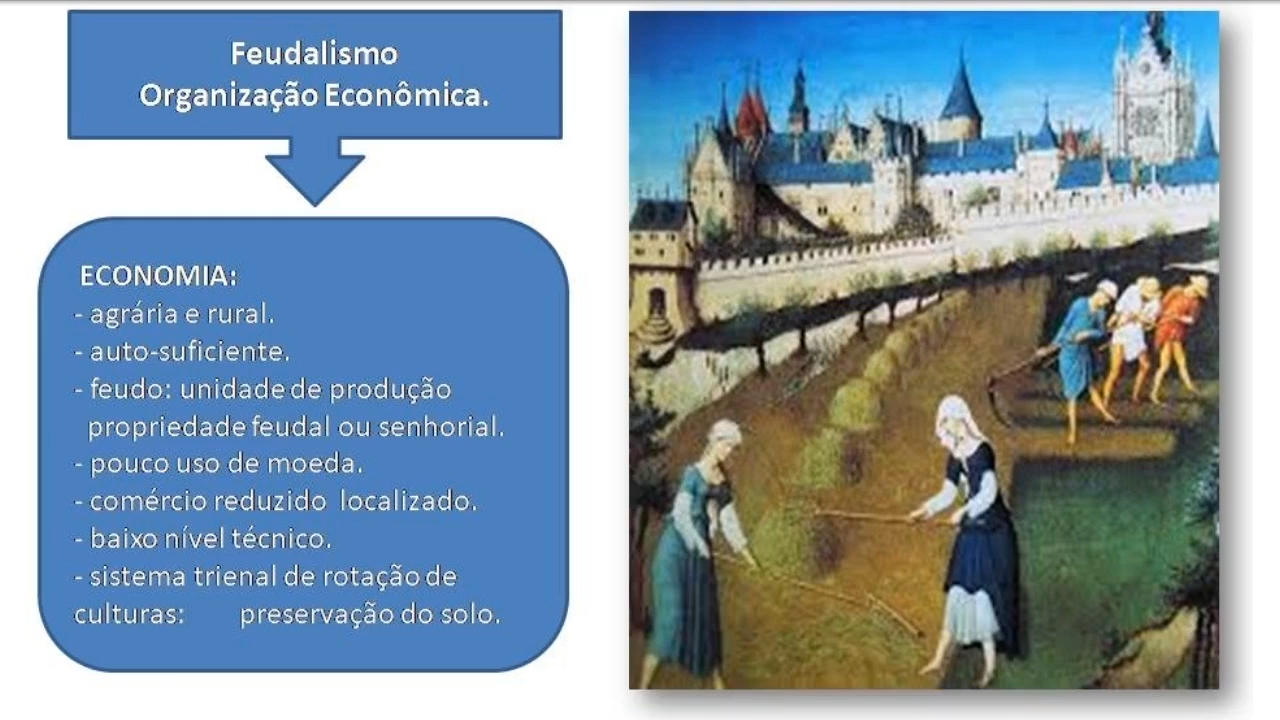 Feudalismo
Organização Econômica.
ECONOMIA:
- agrária e rural.
- auto-suficiente.
- feudo: unidade de produção
propriedade feudal ou senhorial.
- pouco uso de moeda.
- comércio reduzido localizado.
- baixo nível técnico.
- sistema trienal de rotação de
culturas: preservação do solo.